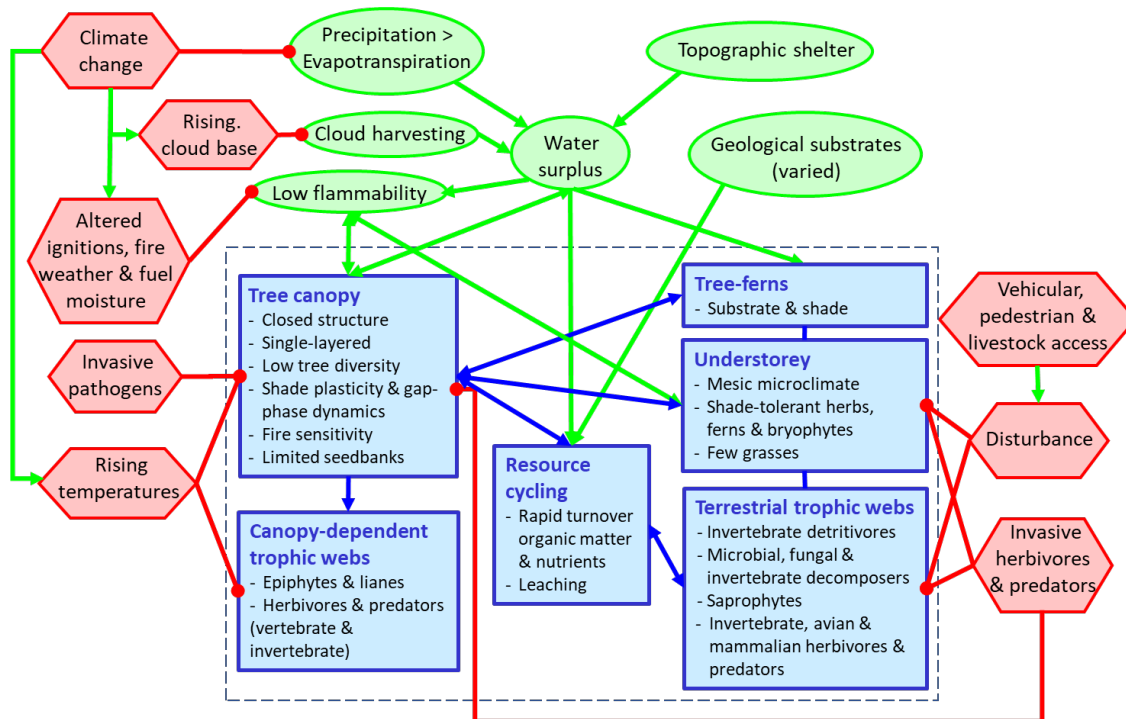 Climate
change
Precipitation >
Evapotranspiration
Topographic shelter
Rising.
cloud base
Cloud harvesting
Water
surplus
Geological substrates
(varied)
Low flammability
Altered
ignitions, fire
weather & fuel
moisture
Invasive
pathogens
Rising
temperatures
Tree canopy
- Closed structure
- Single-layered
- Low tree diversity
- Shade plasticity & gap-
phase dynamics
- Fire sensitivity
- Limited seedbanks
Canopy-dependent
trophic webs
- Epiphytes & lianes
- Herbivores & predators
(vertebrate &
invertebrate)
Resource
cycling
- Rapid turnover
organic matter
& nutrients
- Leaching
Tree-ferns
- Substrate & shade
Understorey
- Mesic microclimate
- Shade-tolerant herbs,
ferns & bryophytes
- Few grasses
Terrestrial trophic webs
- Invertebrate detritivores
- Microbial, fungal &
invertebrate decomposers
- Saprophytes
- Invertebrate, avian &
mammalian herbivores &
predators
Vehicular,
pedestrian &
livestock access
Disturbance
Invasive
herbivores
& predators